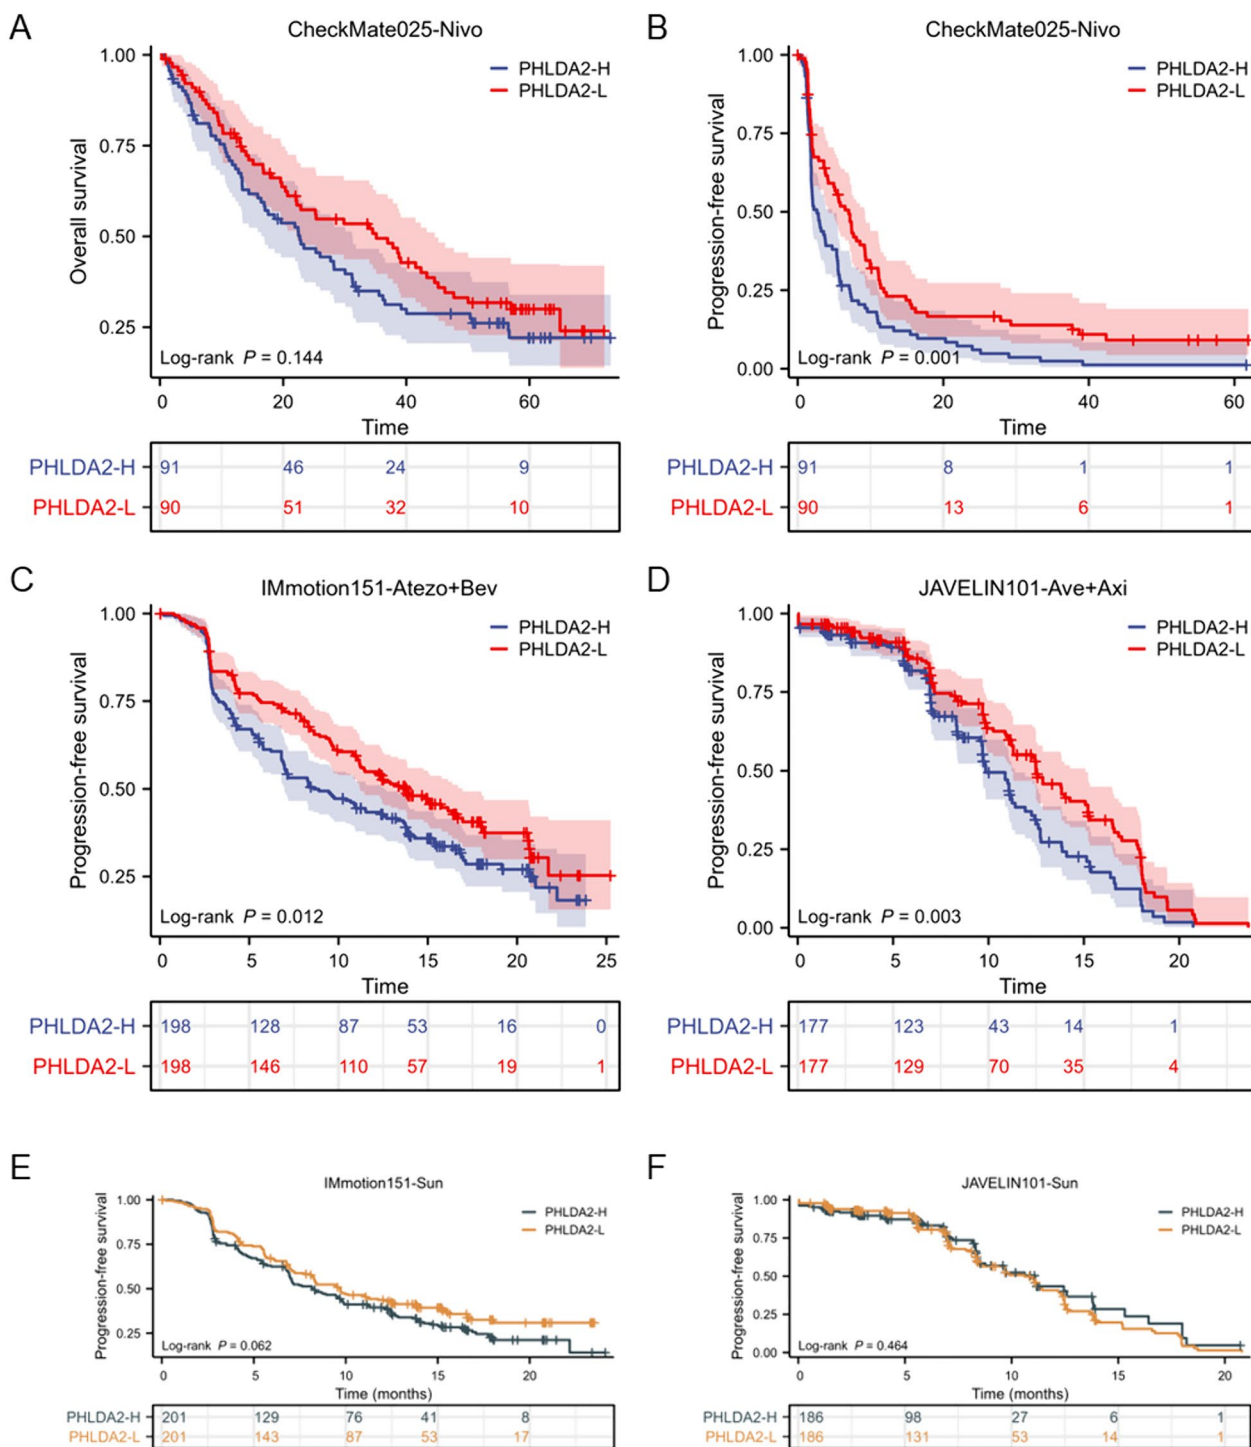 A
CheckMate025-Nivo
PHLDA2-H
PHLDA2-L
Overall survival
1.00
0.75
0.50
0.25
Log-rank P = 0.144
0 20 40 60
Time
PHLDA2-H 91 46 24 9
PHLDA2-L 90 51 32 10
B
CheckMate025-Nivo
PHLDA2-H
PHLDA2-L
Progression-free survival
1.00
0.75
0.50
0.25
0.00
Log-rank P = 0.001
0 20 40 60
Time
PHLDA2-H 91 8 1 1
PHLDA2-L 90 13 6 1
C
IMmotion151-Atezo+Bev
PHLDA2-H
PHLDA2-L
Progression-free survival
1.00
0.75
0.50
0.25
Log-rank P = 0.012
0 5 10 15 20 25
Time
PHLDA2-H 198 128 87 53 16 0
PHLDA2-L 198 146 110 57 19 1
D
JAVELIN101-Ave+Axi
PHLDA2-H
PHLDA2-L
Progression-free survival
1.00
0.75
0.50
0.25
0.00
Log-rank P = 0.003
0 5 10 15 20
Time
PHLDA2-H 177 123 43 14 1
PHLDA2-L 177 129 70 35 4
E
IMmotion151-Sun
PHLDA2-H
PHLDA2-L
Progression-free survival
1.00
0.75
0.50
0.25
Log-rank P = 0.062
0 5 10 15 20
Time (months)
PHLDA2-H 201 129 76 41 8
PHLDA2-L 201 143 87 53 17
F
JAVELIN101-Sun
PHLDA2-H
PHLDA2-L
Progression-free survival
1.00
0.75
0.50
0.25
0.00
Log-rank P = 0.464
0 5 10 15 20
Time (months)
PHLDA2-H 186 98 27 6 1
PHLDA2-L 186 131 53 14 1